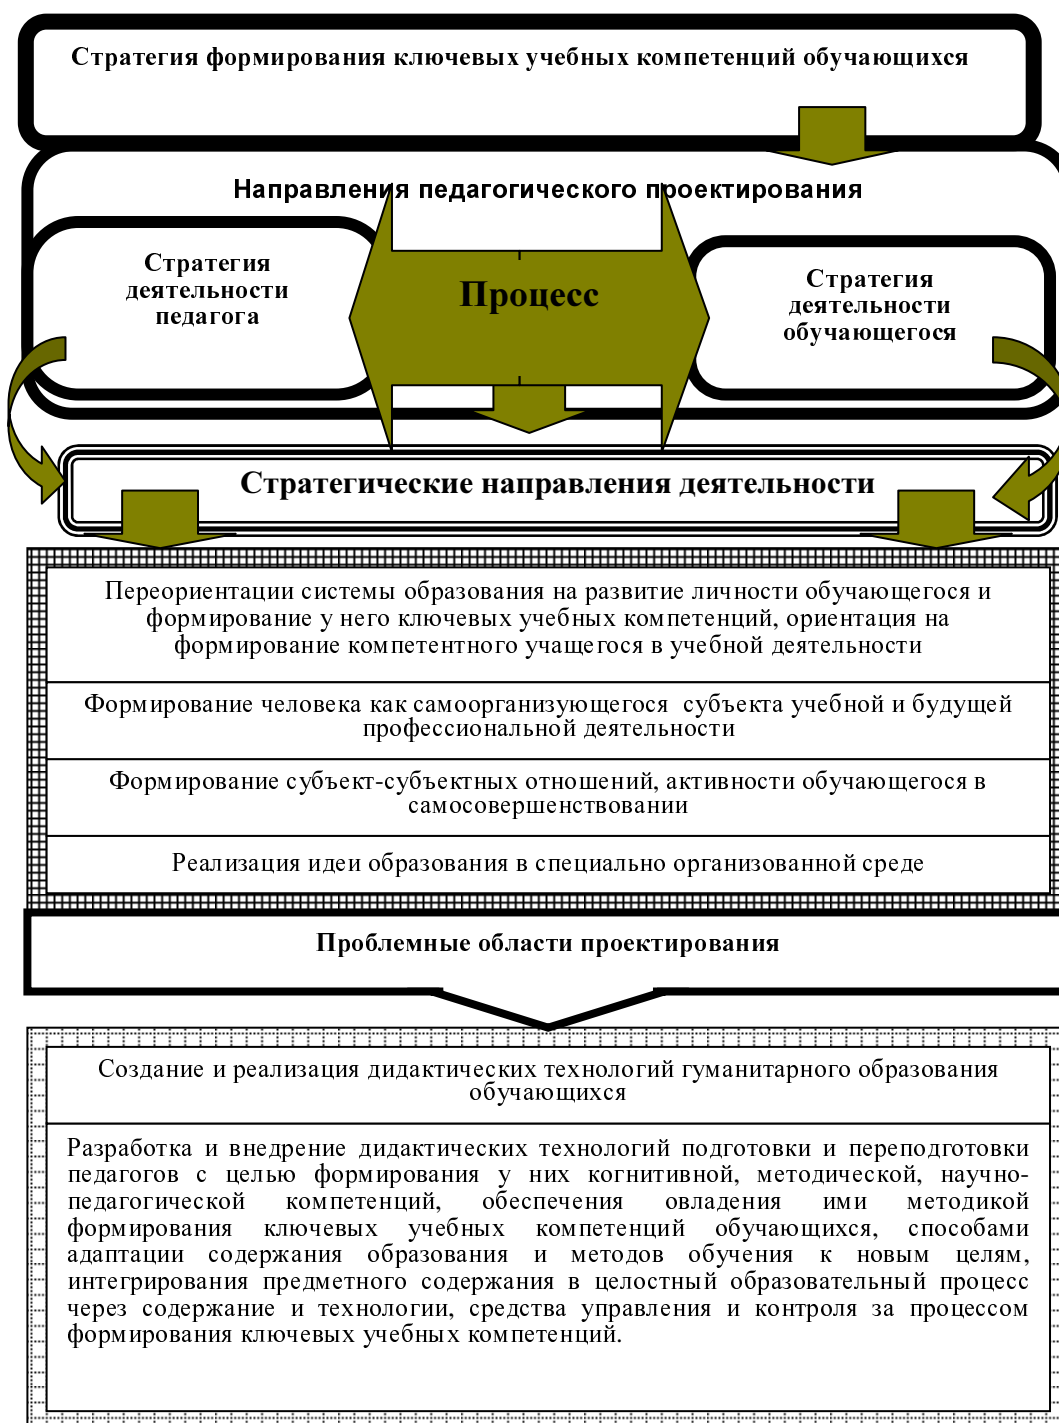 Стратегия формирования ключевых учебных компетенций обучающихся
Направления педагогического проектирования
Стратегия
деятельности
педагога
Процесс
Стратегия
деятельности
обучающегося
Стратегические направления деятельности
Переориентации системы образования на развитие личности обучающегося и
формирование у него ключевых учебных компетенций, ориентация на
формирование компетентного учащегося в учебной деятельности
Формирование человека как самоорганизующегося субъекта учебной и будущей
профессиональной деятельности
Формирование субъект-субъектных отношений, активности обучающегося в
самосовершенствовании
Реализация идеи образования в специально организованной среде
Проблемные области проектирования
Создание и реализация дидактических технологий гуманитарного образования
обучающихся
Разработка и внедрение дидактических технологий подготовки и переподготовки
педагогов с целью формирования у них когнитивной, методической, научно-
педагогической компетенций, обеспечения овладения ими методикой
формирования ключевых учебных компетенций обучающихся, способами
адаптации содержания образования и методов обучения к новым целям,
интегрирования предметного содержания в целостный образовательный процесс
через содержание и технологии, средства управления и контроля за процессом
формирования ключевых учебных компетенций.